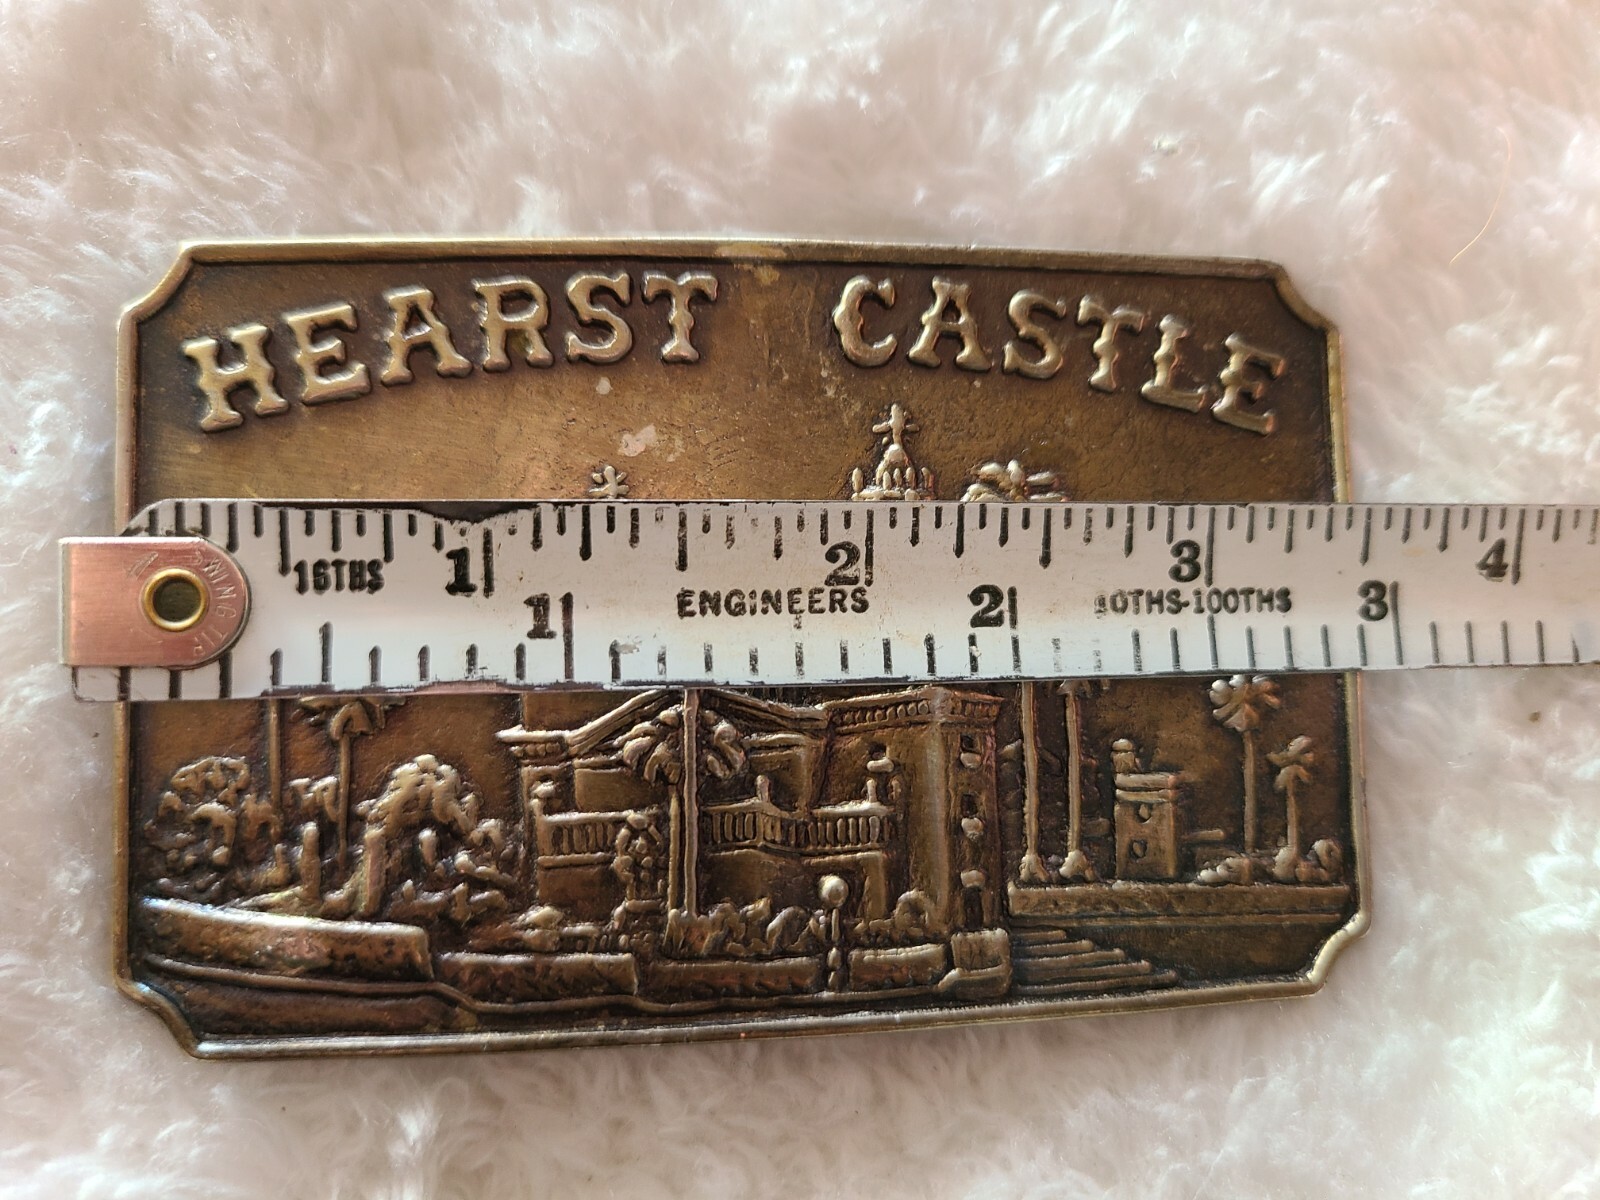 HEARST CASTLE
16THS 1 2 3 4
1 ENGINEERS 2 10THS-100THS 3